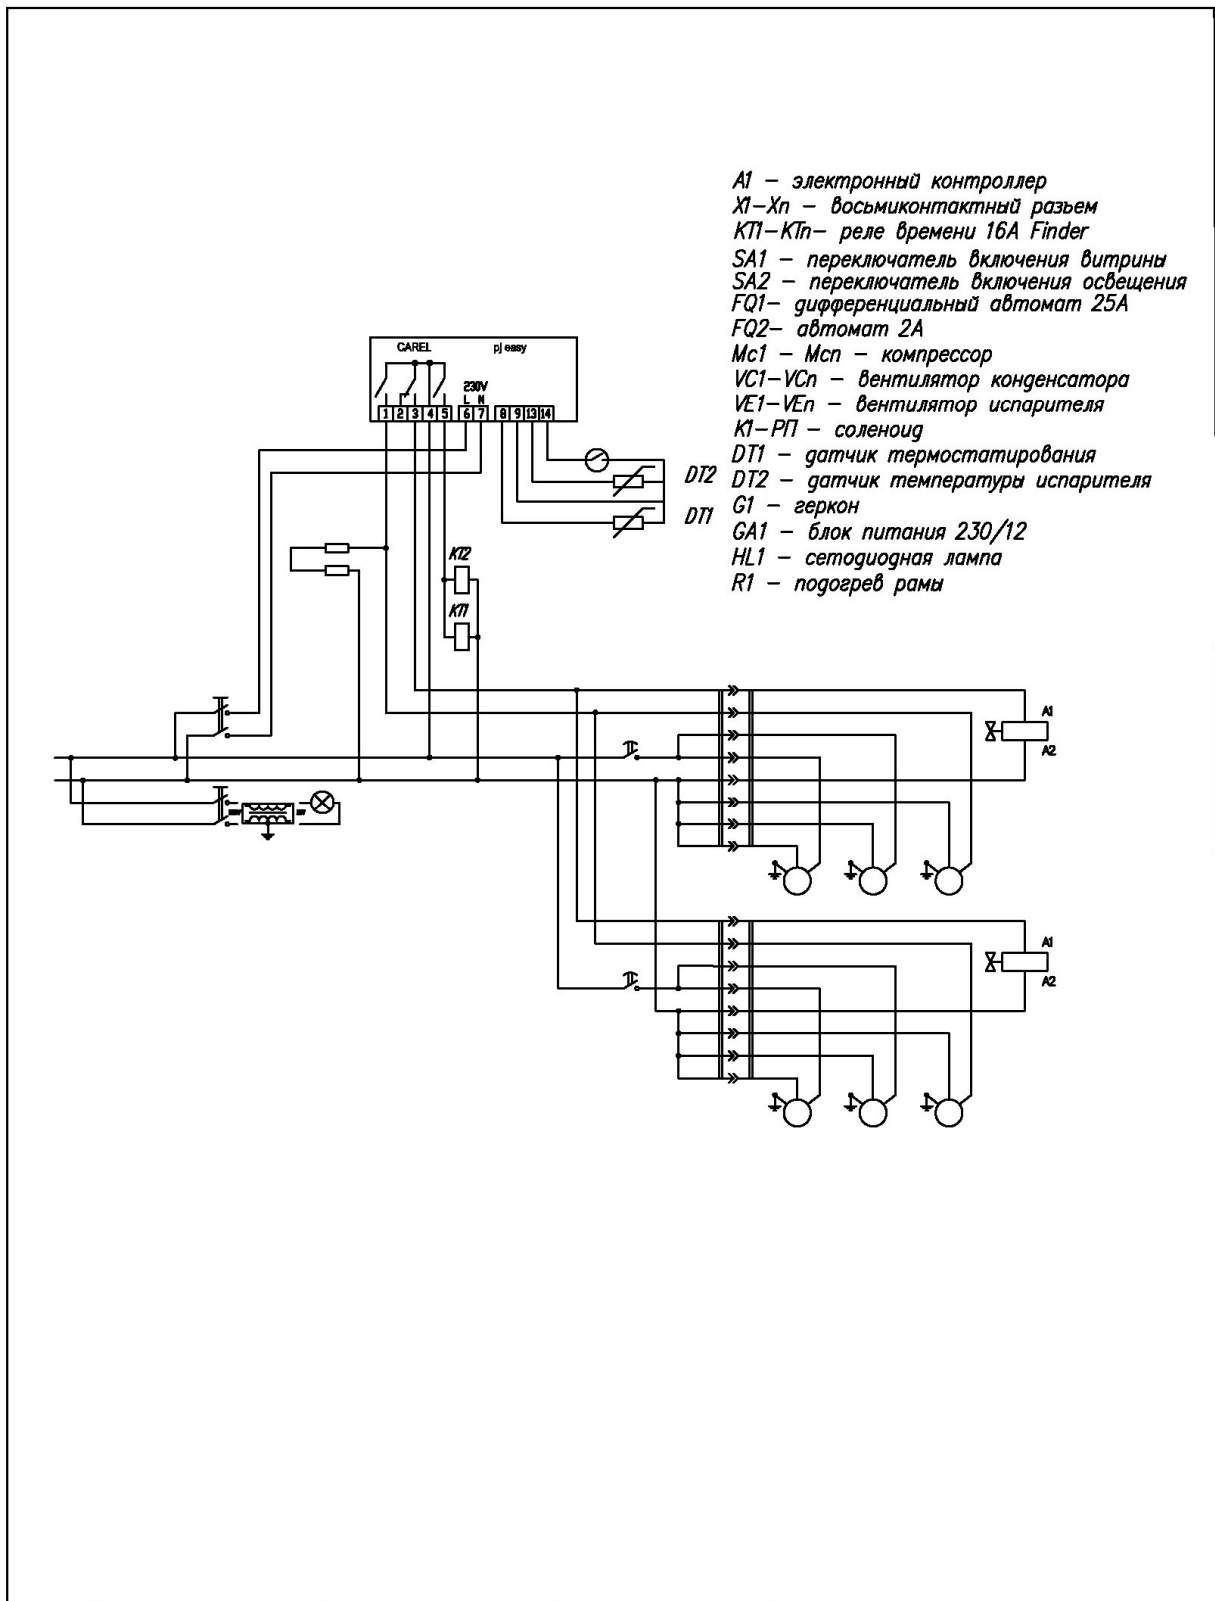 A1 – электронный контроллер
X1–Xn – восьмиконтактный разьем
KT1–KTn– реле времени 16A Finder
SA1 – переключатель включения витрины
SA2 – переключатель включения освещения
FQ1– дифференциальный автомат 25A
FQ2– автомат 2A
Mc1 – Mcn – компрессор
VC1–VCn – вентилятор конденсатора
VE1–VEn – вентилятор испарителя
K1–РП – соленоид
DT1 – датчик термостатирования
DT2 – датчик температуры испарителя
G1 – геркон
GA1 – блок питания 230/12
HL1 – сетодиодная лампа
R1 – подогрев рамы
CAREL pj easy
230V
L N
1 2 3 4 5 6 7 8 9 13 14
DT2
DT1
KT2
KT1
A1
A2
A1
A2